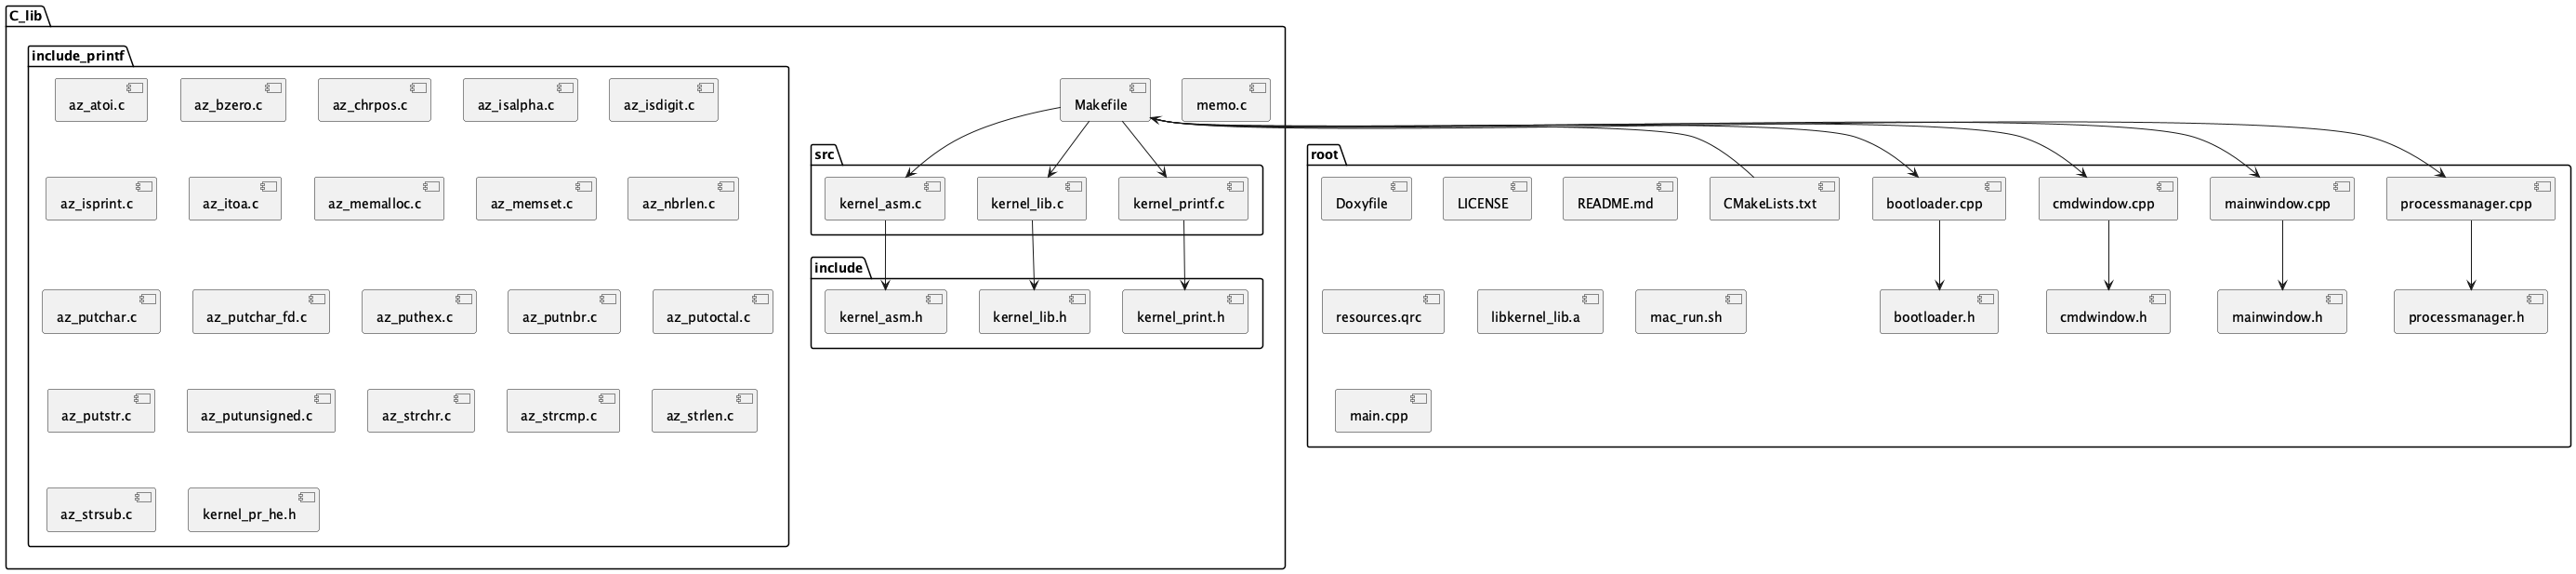 C_lib
include_printf
az_atoi.c
az_bzero.c
az_chrpos.c
az_isalpha.c
az_isdigit.c
az_isprint.c
az_itoa.c
az_memalloc.c
az_memset.c
az_nbrlen.c
az_putchar.c
az_putchar_fd.c
az_puthex.c
az_putnbr.c
az_putoctal.c
az_putstr.c
az_putunsigned.c
az_strchr.c
az_strcmp.c
az_strlen.c
az_strsub.c
kernel_pr_he.h
Makefile
memo.c
src
kernel_asm.c
kernel_lib.c
kernel_printf.c
include
kernel_asm.h
kernel_lib.h
kernel_print.h
root
Doxyfile
LICENSE
README.md
CMakeLists.txt
bootloader.cpp
cmdwindow.cpp
mainwindow.cpp
processmanager.cpp
resources.qrc
libkernel_lib.a
mac_run.sh
bootloader.h
cmdwindow.h
mainwindow.h
processmanager.h
main.cpp